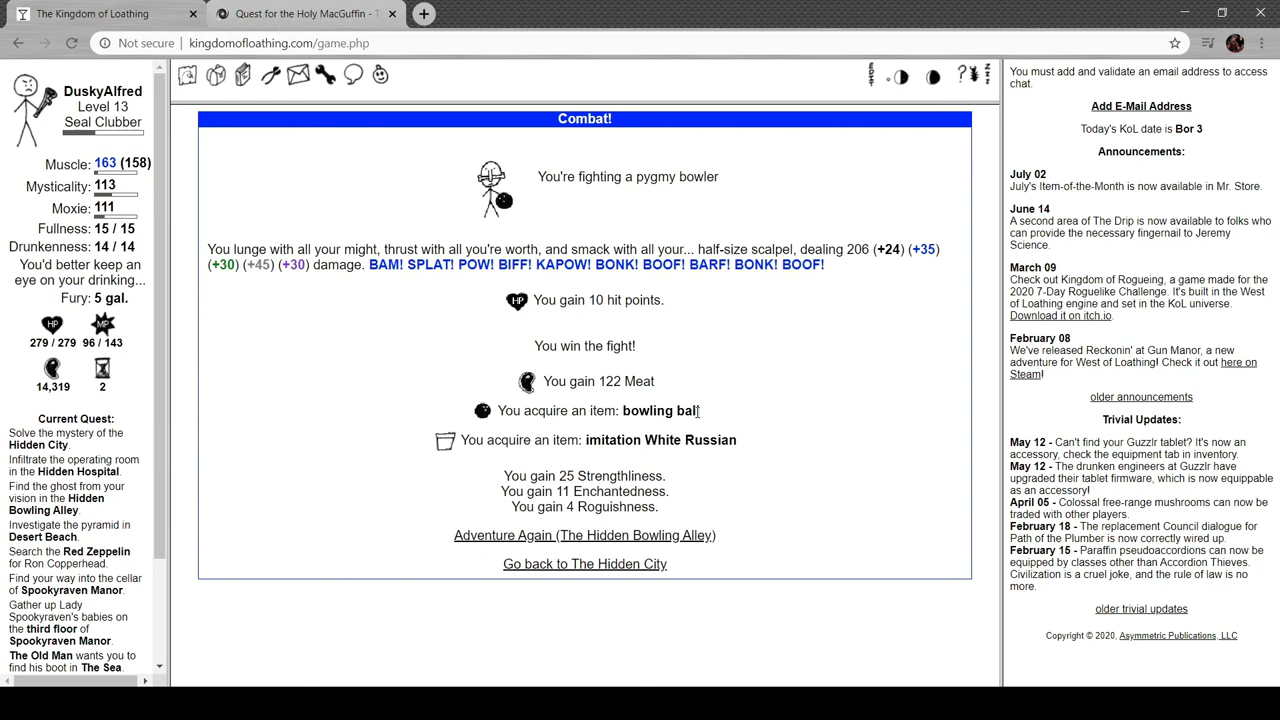 The Kingdom of Loathing
Quest for the Holy MacGuffin - T
Not secure | kingdomofloathing.com/game.php
DuskyAlfred
Level 13
Seal Clubber
Muscle: 163 (158)
Mysticality: 113
Moxie: 111
Fullness: 15 / 15
Drunkenness: 14 / 14
You'd better keep an
eye on your drinking...
Fury: 5 gal.
HP MP
279 / 279 96 / 143
14,319 2
Current Quest:
Solve the mystery of the
Hidden City.
Infiltrate the operating room
in the Hidden Hospital.
Find the ghost from your
vision in the Hidden
Bowling Alley.
Investigate the pyramid in
Desert Beach.
Search the Red Zeppelin
for Ron Copperhead.
Find your way into the cellar
of Spookyraven Manor.
Gather up Lady
Spookyraven's babies on
the third floor of
Spookyraven Manor.
The Old Man wants you to
find his boot in The Sea.
Combat!
You're fighting a pygmy bowler
You lunge with all your might, thrust with all you're worth, and smack with all your... half-size scalpel, dealing 206 (+24) (+35)
(+30) (+45) (+30) damage. BAM! SPLAT! POW! BIFF! KAPOW! BONK! BOOF! BARF! BONK! BOOF!
HP You gain 10 hit points.
You win the fight!
You gain 122 Meat
You acquire an item: bowling ball
You acquire an item: imitation White Russian
You gain 25 Strengthliness.
You gain 11 Enchantedness.
You gain 4 Roguishness.
Adventure Again (The Hidden Bowling Alley)
Go back to The Hidden City
You must add and validate an email address to access
chat.
Add E-Mail Address
Today's KoL date is Bor 3
Announcements:
July 02
July's Item-of-the-Month is now available in Mr. Store.
June 14
A second area of The Drip is now available to folks who
can provide the necessary fingernail to Jeremy
Science.
March 09
Check out Kingdom of Rogueing, a game made for the
2020 7-Day Roguelike Challenge. It's built in the West
of Loathing engine and set in the KoL universe.
Download it on itch.io.
February 08
We've released Reckonin' at Gun Manor, a new
adventure for West of Loathing! Check it out here on
Steam!
older announcements
Trivial Updates:
May 12 - Can't find your Guzzlr tablet? It's now an
accessory, check the equipment tab in inventory.
May 12 - The drunken engineers at Guzzlr have
upgraded their tablet firmware, which is now equippable
as an accessory!
April 05 - Colossal free-range mushrooms can now be
traded with other players.
February 18 - The replacement Council dialogue for
Path of the Plumber is now correctly wired up.
February 15 - Paraffin pseudoaccordions can now be
equipped by classes other than Accordion Thieves.
Civilization is a cruel joke, and the rule of law is no
more.
older trivial updates
Copyright © 2020, Asymmetric Publications, LLC